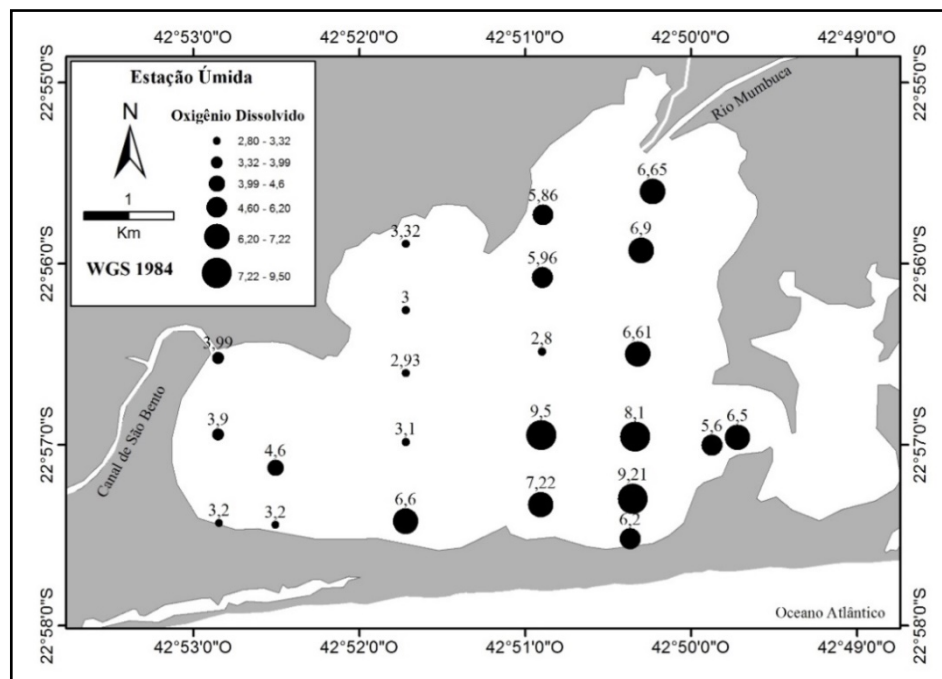 42°53'0"O 42°52'0"O 42°51'0"O 42°50'0"O 42°49'0"O
22°55'0"S
22°55'0"S
Estação Úmida
N
Oxigênio Dissolvido
2,80 - 3,32
3,32 - 3,99
3,99 - 4,6
4,60 - 6,20
6,20 - 7,22
7,22 - 9,50
1
Km
WGS 1984
Rio Mumbuca
6,65
5,86
3,32
6,9
22°56'0"S
22°56'0"S
5,96
3
3,99
2,8
6,61
2,93
Canal de São Bento
3,9
3,1
9,5
8,1
6,5
5,6
22°57'0"S
22°57'0"S
4,6
9,21
7,22
3,2
3,2
6,6
6,2
Oceano Atlântico
22°58'0"S
22°58'0"S
42°53'0"O 42°52'0"O 42°51'0"O 42°50'0"O 42°49'0"O